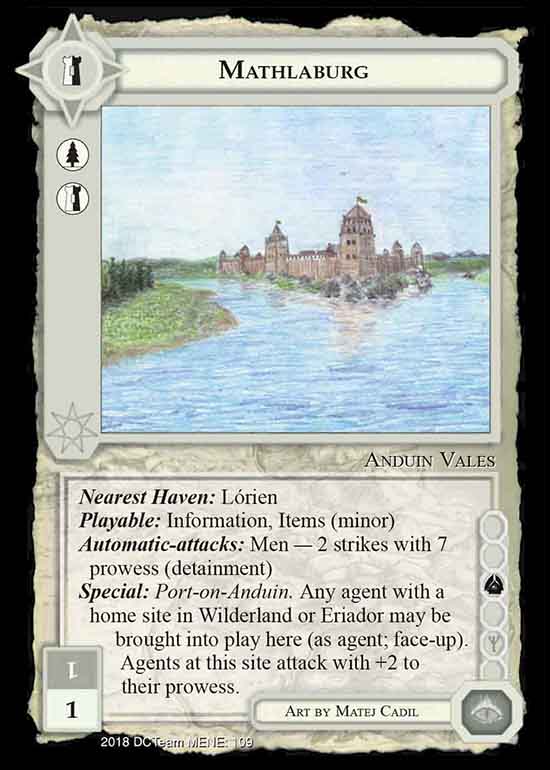 Mathlaburg
Anduin Vales
Nearest Haven: Lórien
Playable: Information, Items (minor)
Automatic-attacks: Men — 2 strikes with 7
prowess (detainment)
Special: Port-on-Anduin. Any agent with a
home site in Wilderland or Eriador may be
brought into play here (as agent; face-up).
Agents at this site attack with +2 to
their prowess.
1
1
Art by Matej Cadil
2018 DCTeam MENE: 109